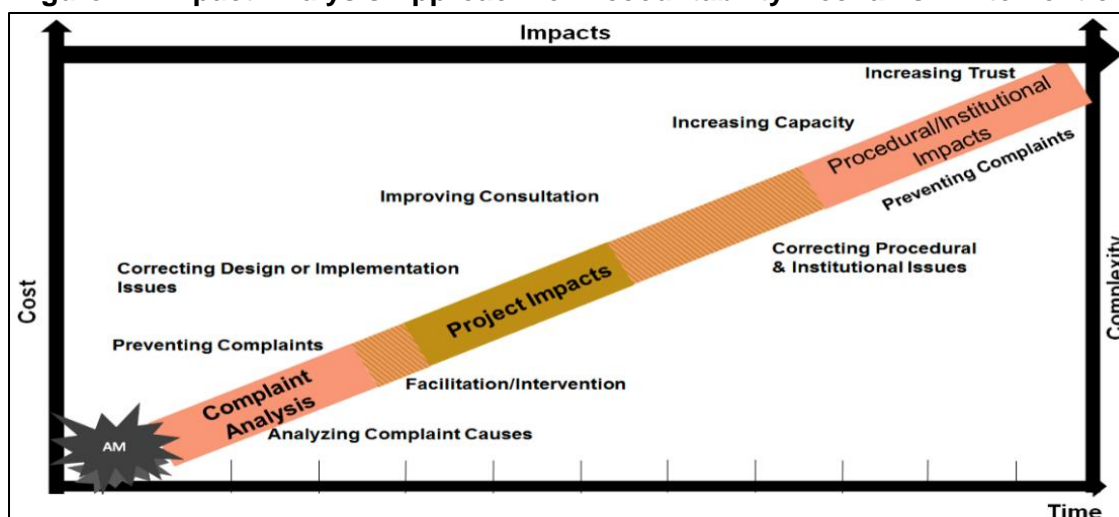 Impacts
Increasing Trust
Increasing Capacity
Procedural/Institutional
Impacts
Preventing Complaints
Improving Consultation
Correcting Procedural
& Institutional Issues
Correcting Design or Implementation
Issues
Project Impacts
Cost
Complexity
Preventing Complaints
Facilitation/Intervention
Complaint
Analysis
Analyzing Complaint Causes
AM
Time